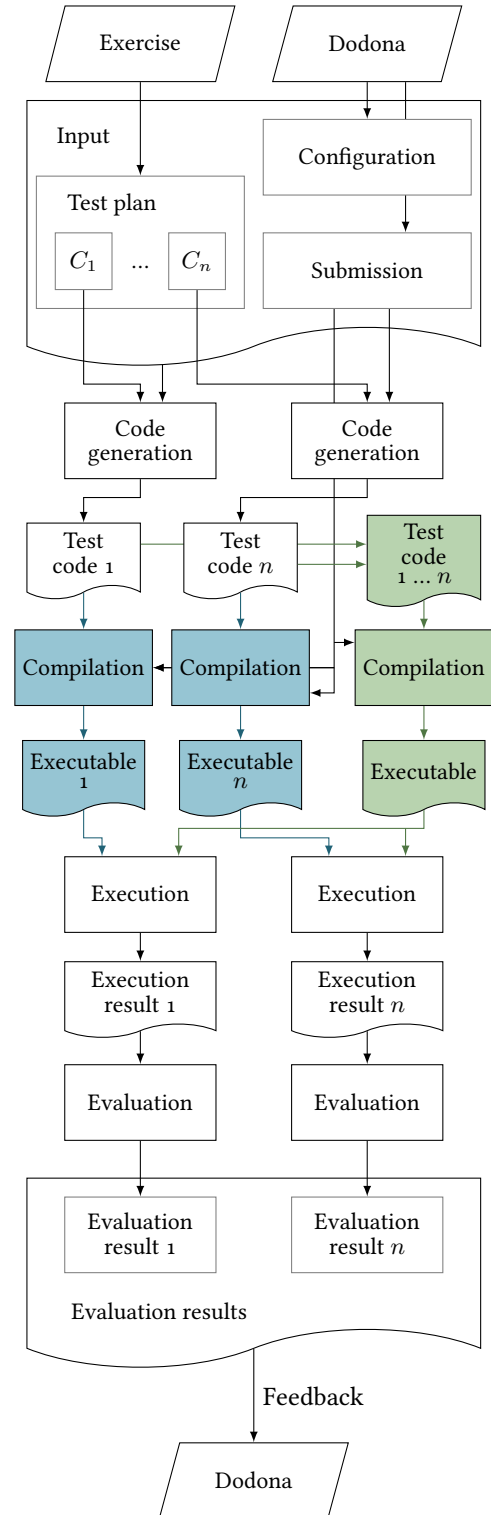 Exercise
Dodona
Input
Configuration
Test plan
C₁ ... Cₙ
Submission
Code
generation
Code
generation
Test
code 1
Test
code n
Test
code
1 ... n
Compilation
Compilation
Compilation
Executable
1
Executable
n
Executable
Execution
Execution
Execution
result 1
Execution
result n
Evaluation
Evaluation
Evaluation
result 1
Evaluation
result n
Evaluation results
Feedback
Dodona